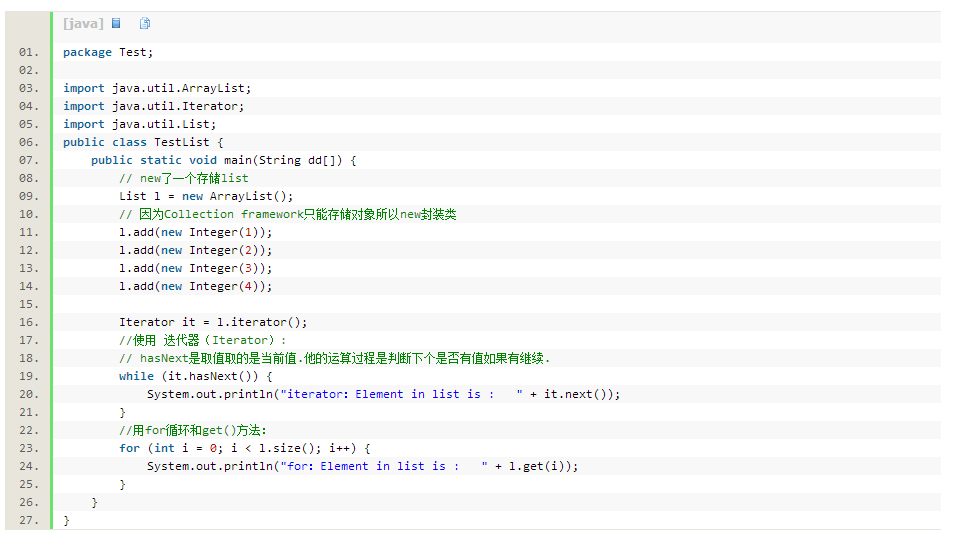 [java]
01. package Test;
02.
03. import java.util.ArrayList;
04. import java.util.Iterator;
05. import java.util.List;
06. public class TestList {
07.     public static void main(String dd[]) {
08.         // new了一个存储list
09.         List l = new ArrayList();
10.         // 因为Collection framework只能存储对象所以new封装类
11.         l.add(new Integer(1));
12.         l.add(new Integer(2));
13.         l.add(new Integer(3));
14.         l.add(new Integer(4));
15.
16.         Iterator it = l.iterator();
17.         //使用 迭代器（Iterator）:
18.         // hasNext是取值取的是当前值.他的运算过程是判断下个是否有值如果有继续.
19.         while (it.hasNext()) {
20.             System.out.println("iterator：Element in list is :   " + it.next());
21.         }
22.         //用for循环和get()方法:
23.         for (int i = 0; i < l.size(); i++) {
24.             System.out.println("for：Element in list is :   " + l.get(i));
25.         }
26.     }
27. }